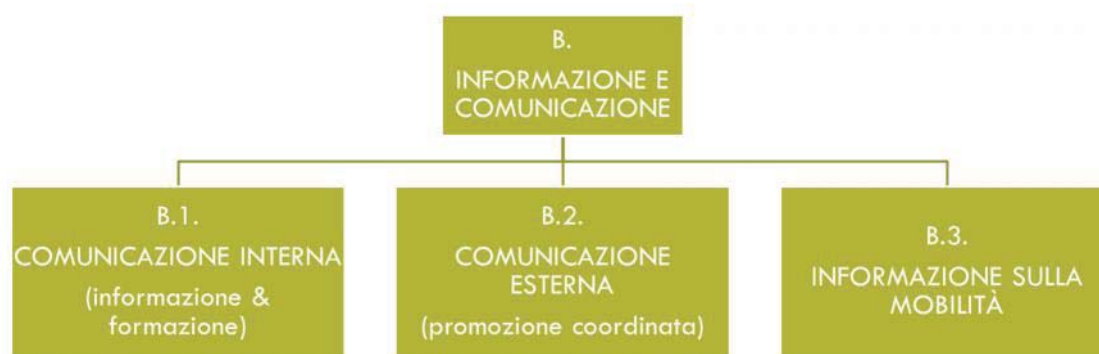 B.
INFORMAZIONE E
COMUNICAZIONE
B.1.
COMUNICAZIONE INTERNA
(informazione &
formazione)
B.2.
COMUNICAZIONE
ESTERNA
(promozione coordinata)
B.3.
INFORMAZIONE SULLA
MOBILITÀ